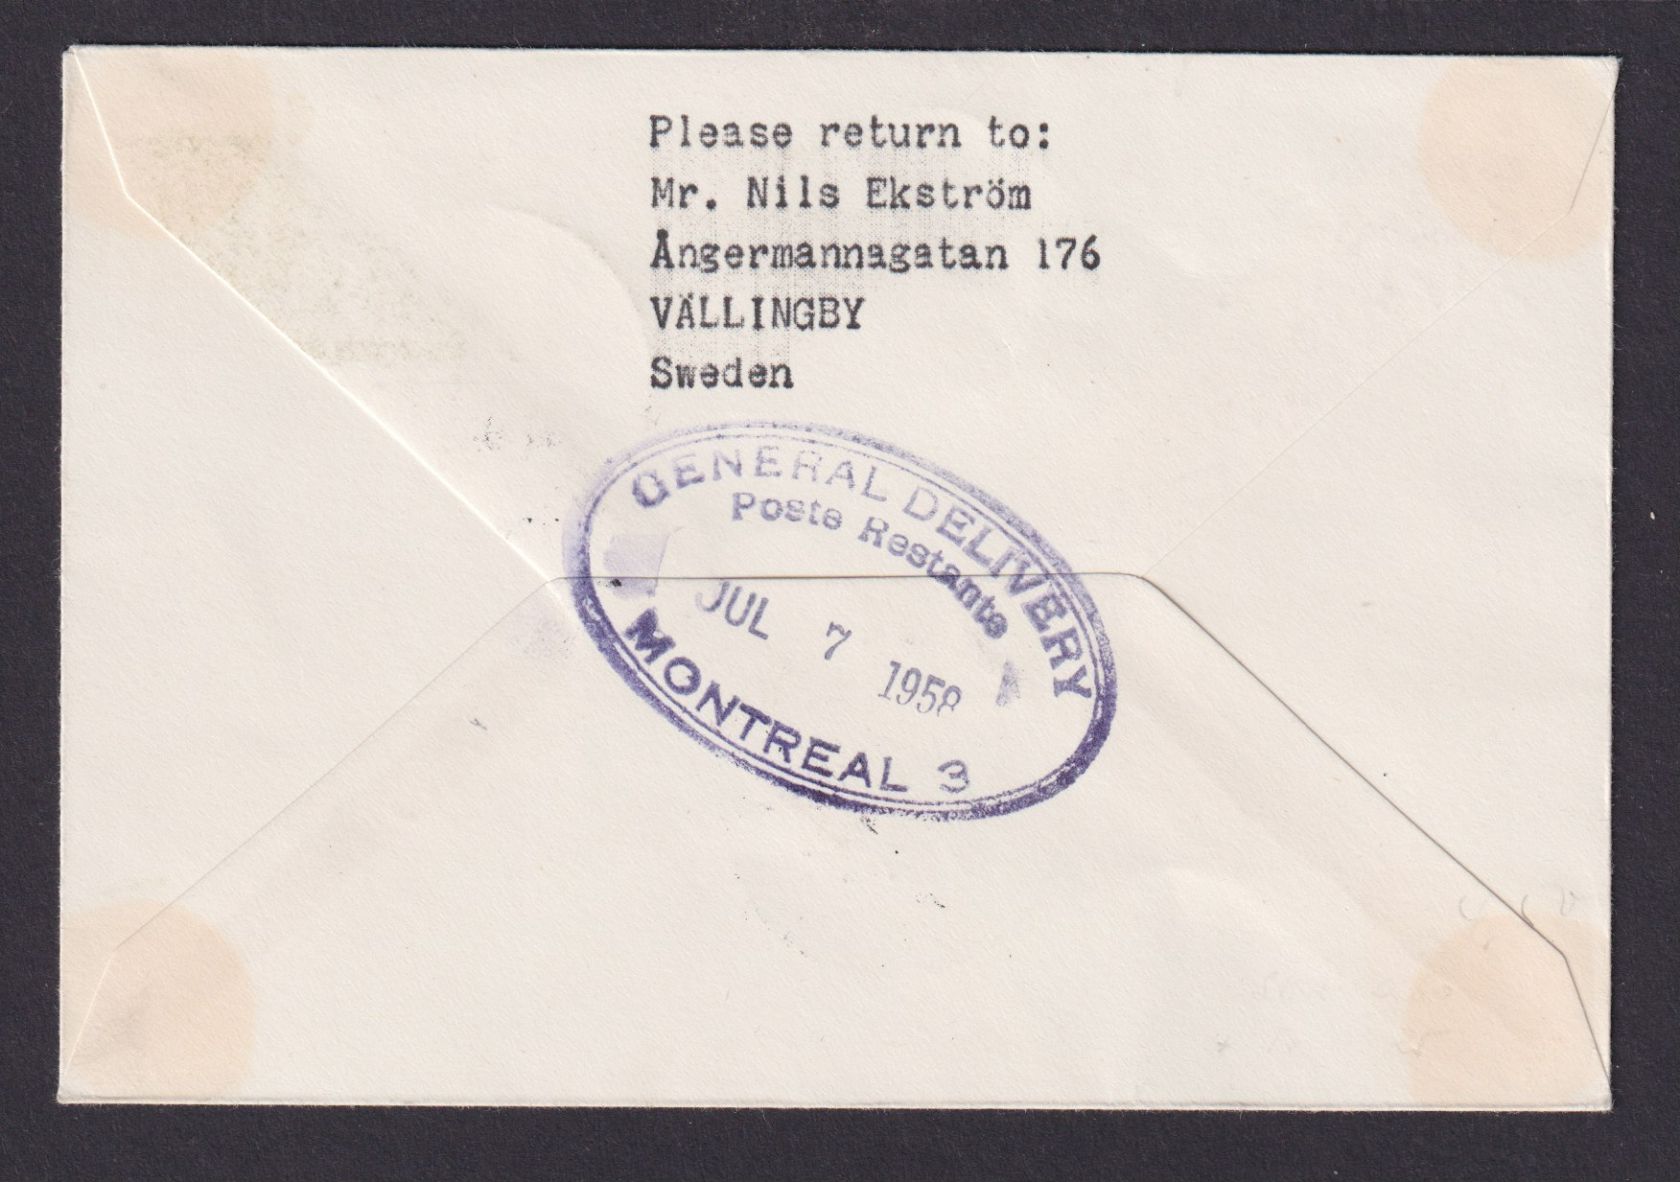 Please return to:
Mr. Nils Ekström
Ångermannagatan 176
VÄLLINGBY
Sweden
GENERAL DELIVERY
Poste Restante
JUL 7 1958
MONTREAL 3